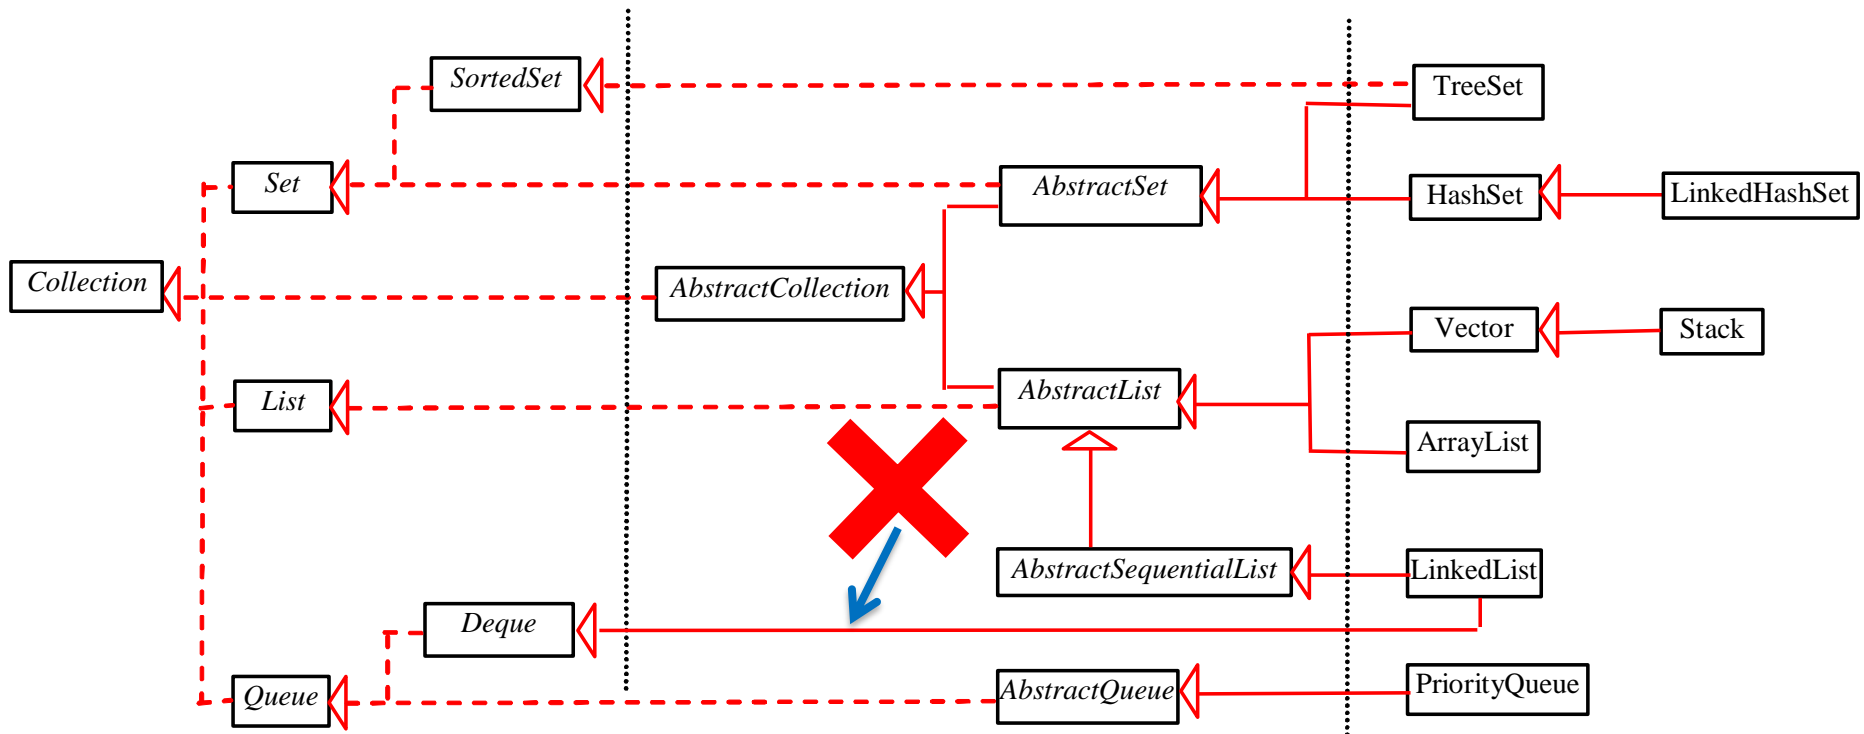 SortedSet
TreeSet
Set
AbstractSet
HashSet
LinkedHashSet
Collection
AbstractCollection
Vector
Stack
List
AbstractList
ArrayList
AbstractSequentialList
LinkedList
Deque
Queue
AbstractQueue
PriorityQueue